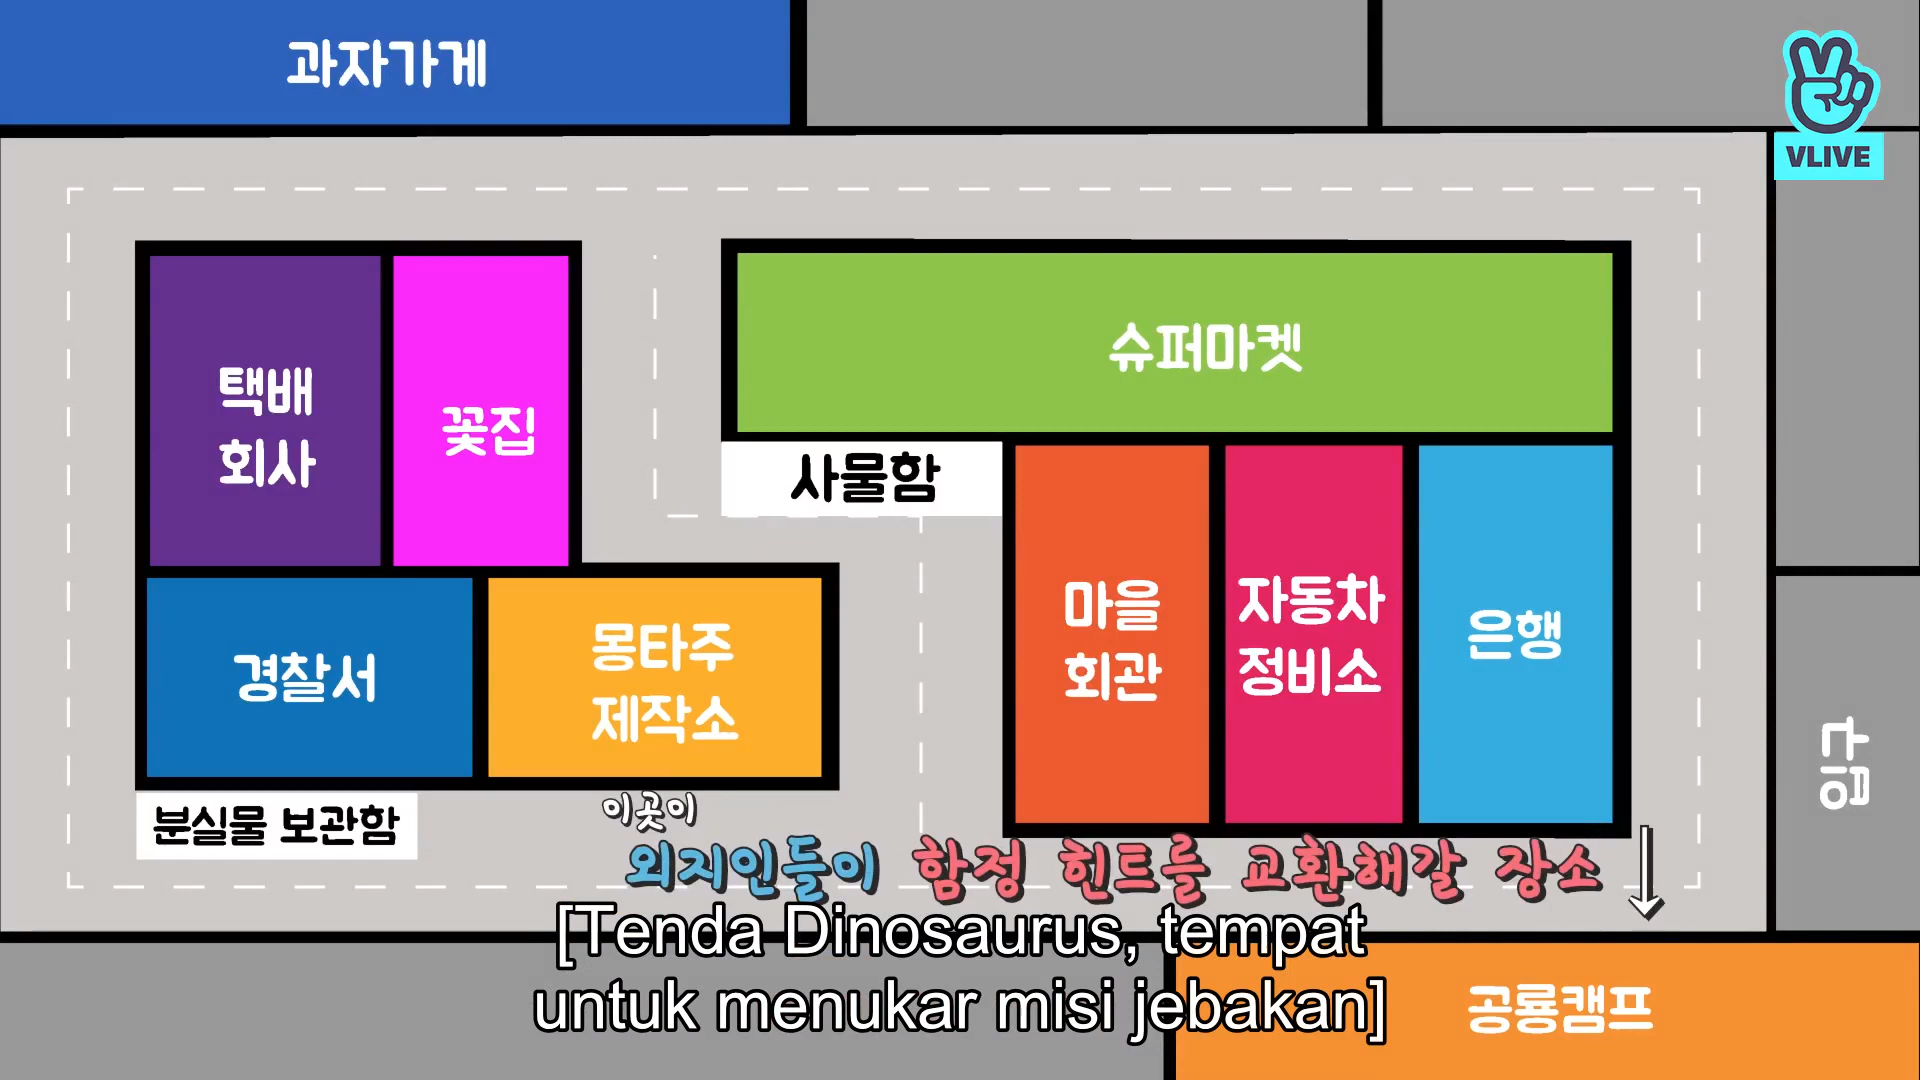 과자가게
VLIVE
택배
회사
꽃집
슈퍼마켓
사물함
마을
회관
자동차
정비소
은행
경찰서
몽타주
제작소
구멍
분실물 보관함
이곳이
외지인들이 함정 힌트를 교환해갈 장소
[Tenda Dinosaurus, tempat
untuk menukar misi jebakan]
공룡캠프